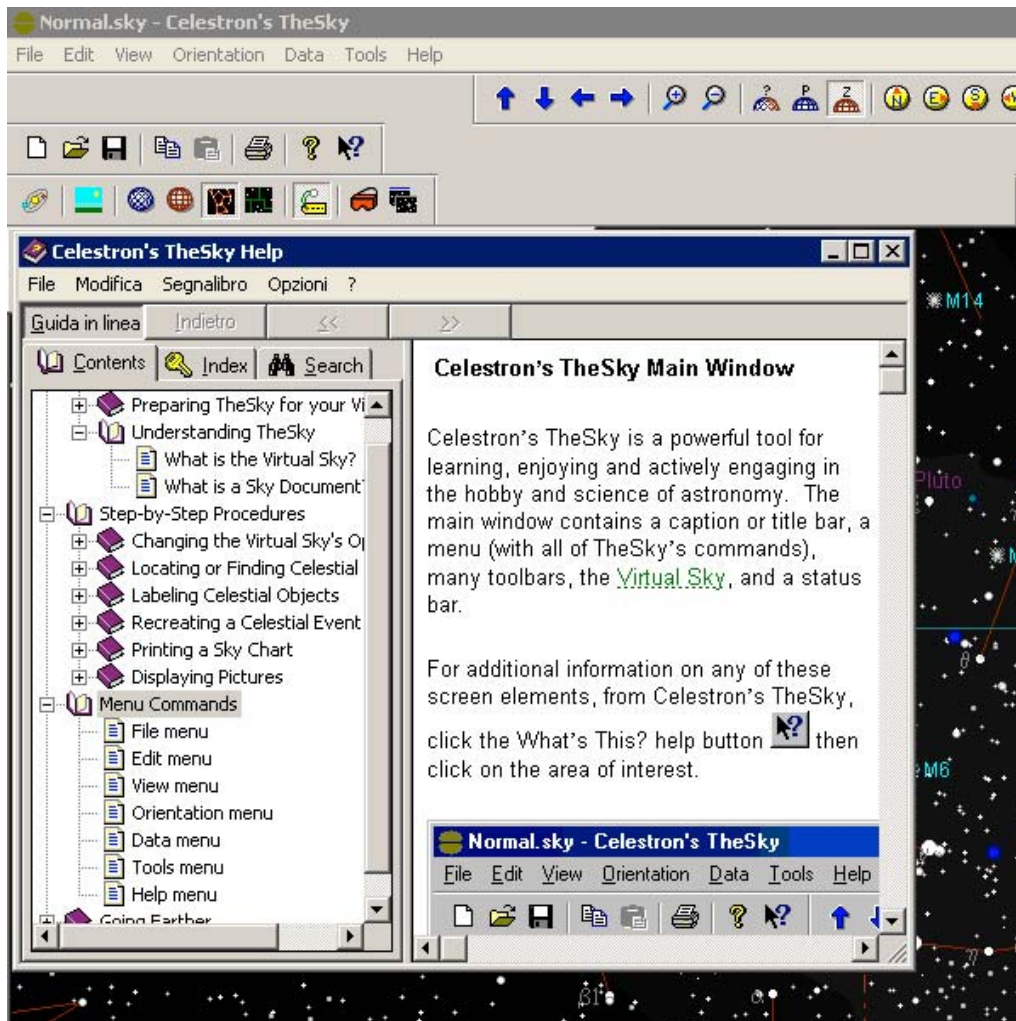 Normal.sky - Celestron's TheSky
File Edit View Orientation Data Tools Help
? P Z N E S
Celestron's TheSky Help
File Modifica Segnalibro Opzioni ?
Guida in linea Indietro << >>
Contents Index Search
Preparing TheSky for your Vi
Understanding TheSky
What is the Virtual Sky?
What is a Sky Document
Step-by-Step Procedures
Changing the Virtual Sky's Op
Locating or Finding Celestial
Labeling Celestial Objects
Recreating a Celestial Event
Printing a Sky Chart
Displaying Pictures
Menu Commands
File menu
Edit menu
View menu
Orientation menu
Data menu
Tools menu
Help menu
Going Farther
Celestron's TheSky Main Window
Celestron's TheSky is a powerful tool for
learning, enjoying and actively engaging in
the hobby and science of astronomy. The
main window contains a caption or title bar, a
menu (with all of TheSky's commands),
many toolbars, the Virtual Sky, and a status
bar.
For additional information on any of these
screen elements, from Celestron's TheSky,
click the What's This? help button then
click on the area of interest.
Normal.sky - Celestron's TheSky
File Edit View Orientation Data Tools Help
M14
Pluto
θ
M6
η
β1 α